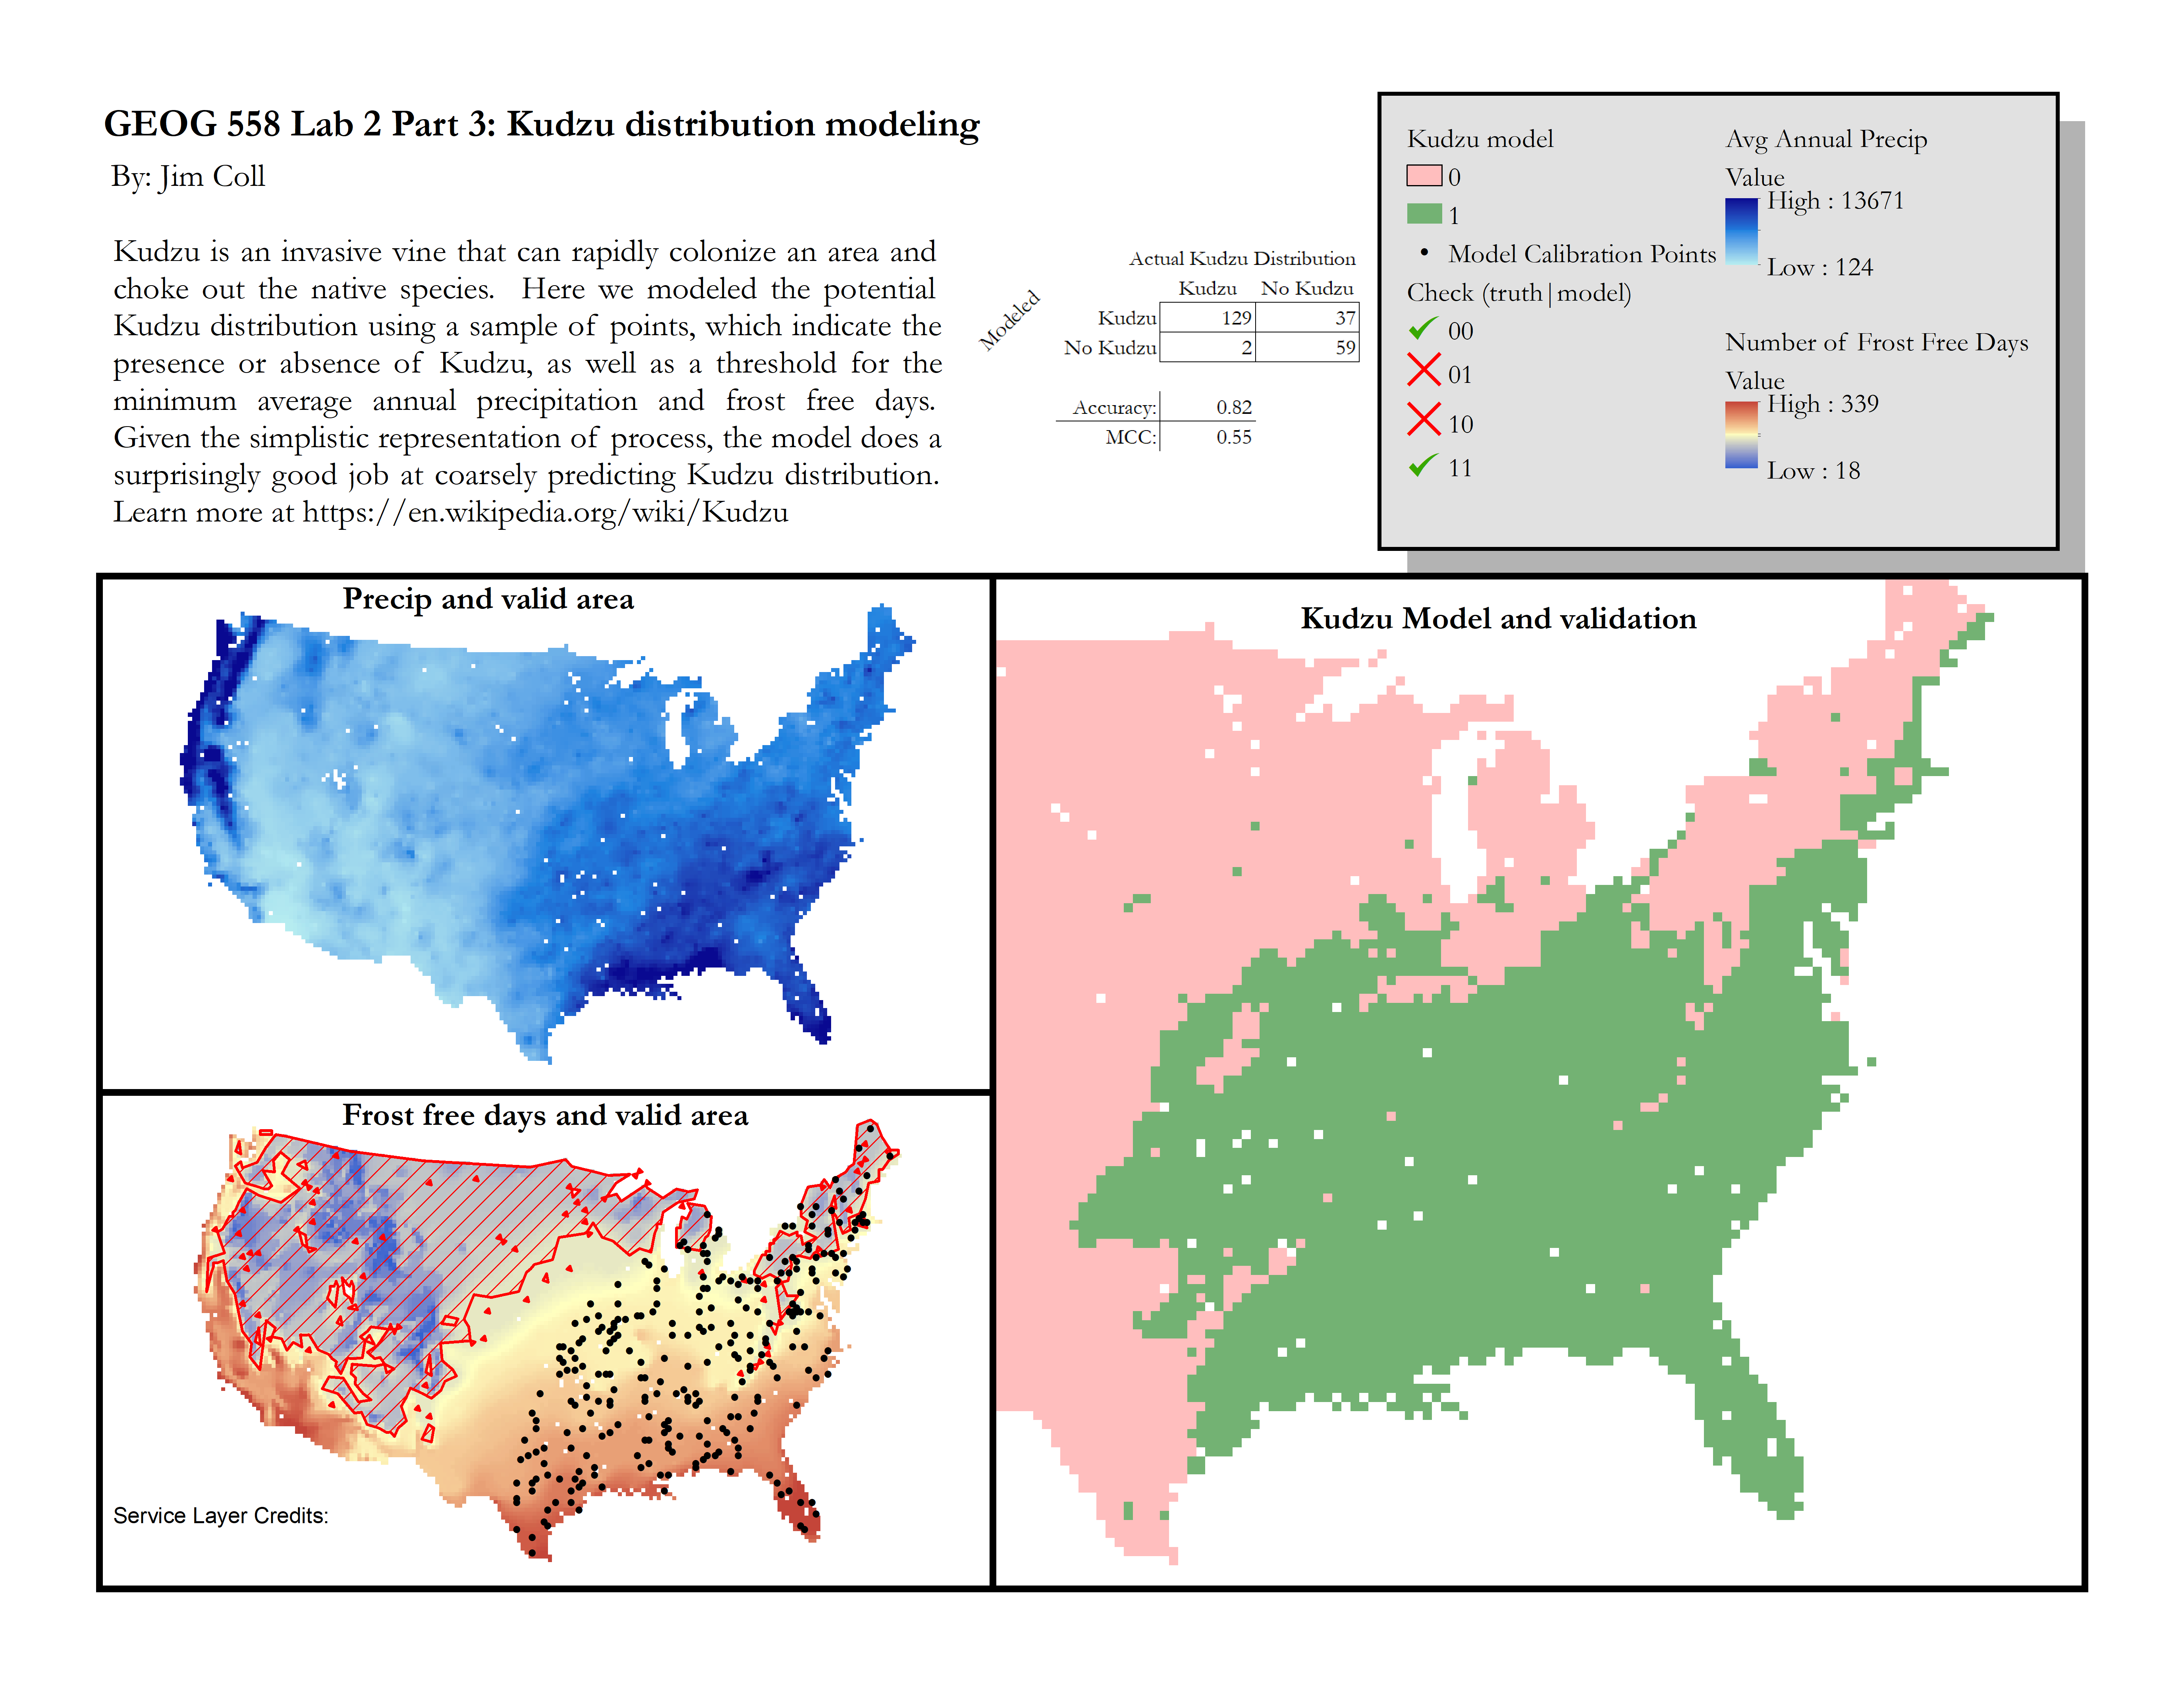 GEOG 558 Lab 2 Part 3: Kudzu distribution modeling
By: Jim Coll
Kudzu is an invasive vine that can rapidly colonize an area and
choke out the native species. Here we modeled the potential
Kudzu distribution using a sample of points, which indicate the
presence or absence of Kudzu, as well as a threshold for the
minimum average annual precipitation and frost free days.
Given the simplistic representation of process, the model does a
surprisingly good job at coarsely predicting Kudzu distribution.
Learn more at https://en.wikipedia.org/wiki/Kudzu
Actual Kudzu Distribution
Kudzu No Kudzu
Modeled
Kudzu 129 37
No Kudzu 2 59
Accuracy: 0.82
MCC: 0.55
Kudzu model
0
1
Model Calibration Points
Check (truth|model)
00
01
10
11
Avg Annual Precip
Value
High : 13671
Low : 124
Number of Frost Free Days
Value
High : 339
Low : 18
Precip and valid area
Frost free days and valid area
Service Layer Credits:
Kudzu Model and validation